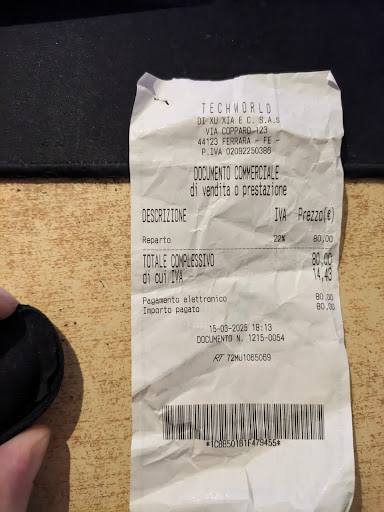 TECHWORLD
DI XU XIA E C. S.A.S
VIA COPPARO 123
44123 FERRARA - FE -
P.IVA 02092250386
DOCUMENTO COMMERCIALE
di vendita o prestazione
DESCRIZIONE IVA Prezzo(€)
Reparto 22% 80,00
TOTALE COMPLESSIVO 80,00
di cui IVA 14,43
Pagamento elettronico 80,00
Importo pagato 80,00
15-03-2025 18:13
DOCUMENTO N. 1215-0054
RT 72MU1065069
*1C8B50181F479455*